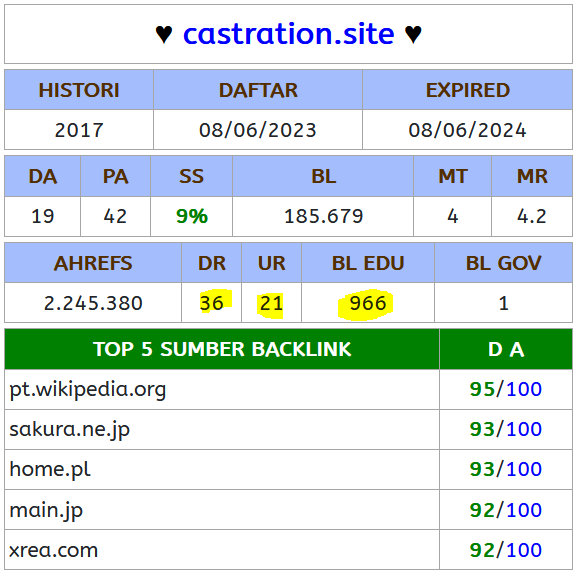 ♥ castration.site ♥
HISTORI DAFTAR EXPIRED
2017 08/06/2023 08/06/2024
DA PA SS BL MT MR
19 42 9% 185.679 4 4.2
AHREFS DR UR BL EDU BL GOV
2.245.380 36 21 966 1
TOP 5 SUMBER BACKLINK D A
pt.wikipedia.org 95/100
sakura.ne.jp 93/100
home.pl 93/100
main.jp 92/100
xrea.com 92/100